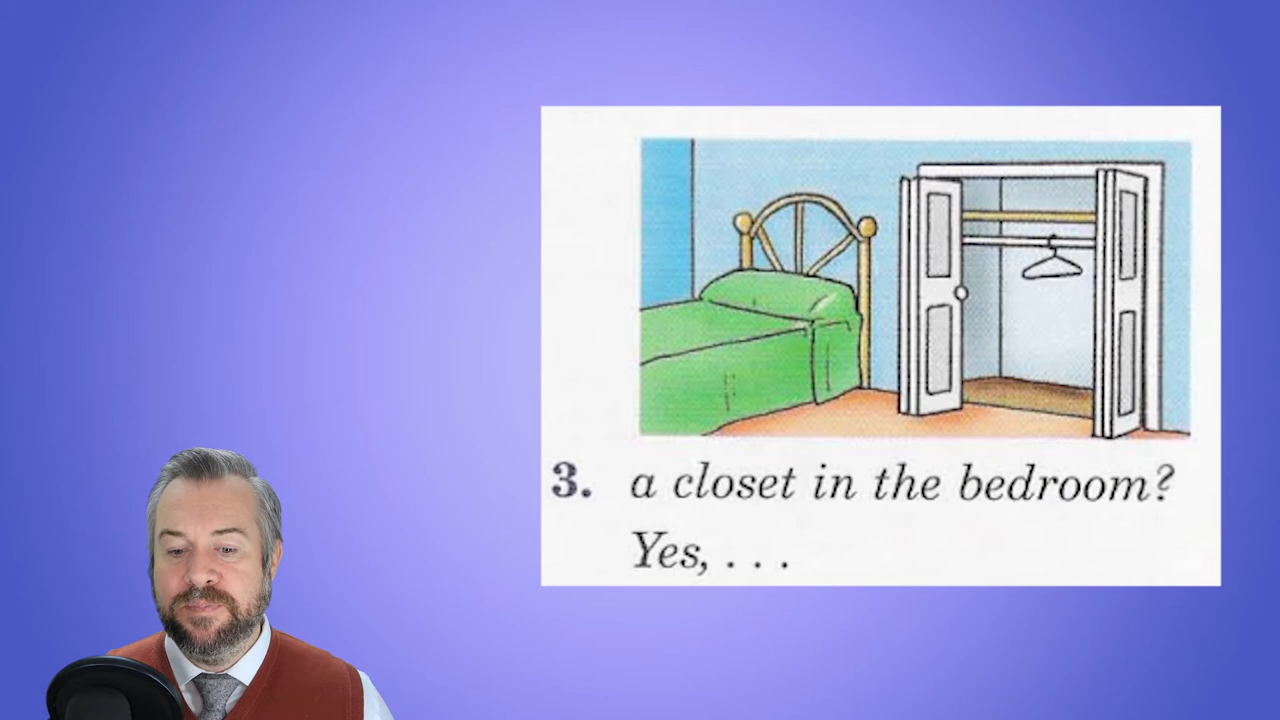 3. a closet in the bedroom?
Yes, . . .